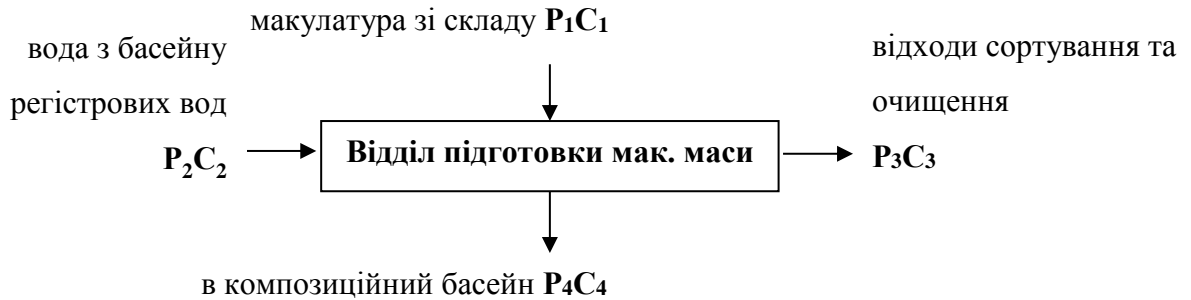 макулатура зі складу P₁C₁
вода з басейну
регістрових вод
P₂C₂
Відділ підготовки мак. маси
відходи сортування та
очищення
P₃C₃
в композиційний басейн P₄C₄